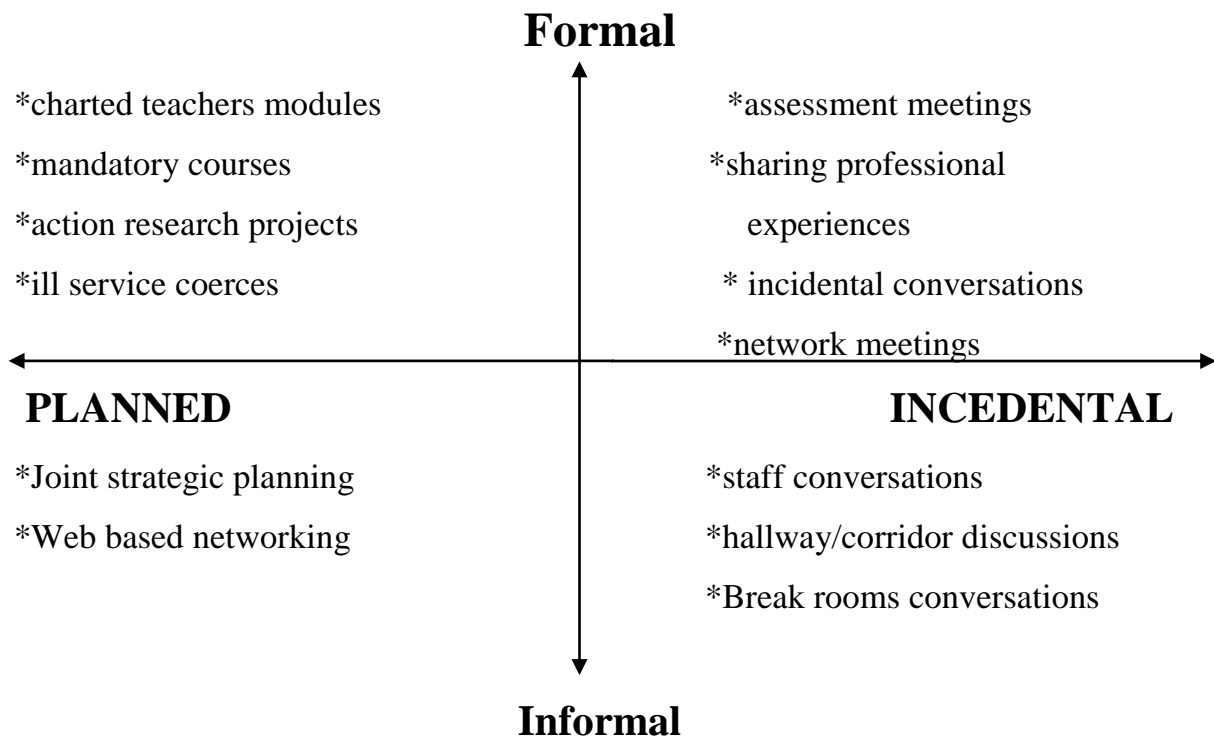 Formal
*charted teachers modules
*mandatory courses
*action research projects
*ill service coerces
*assessment meetings
*sharing professional
experiences
* incidental conversations
*network meetings
PLANNED
INCEDENTAL
*Joint strategic planning
*Web based networking
*staff conversations
*hallway/corridor discussions
*Break rooms conversations
Informal